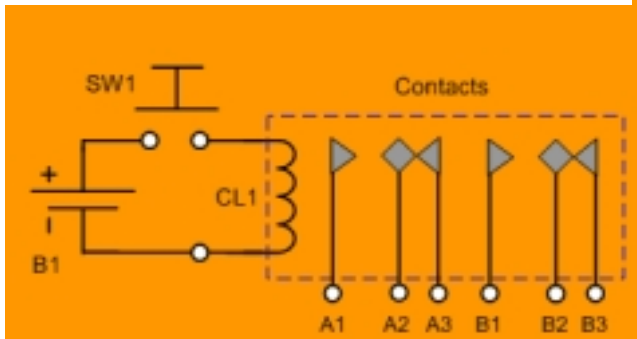 SW1
Contacts
+
CL1
–
B1
A1 A2 A3 B1 B2 B3